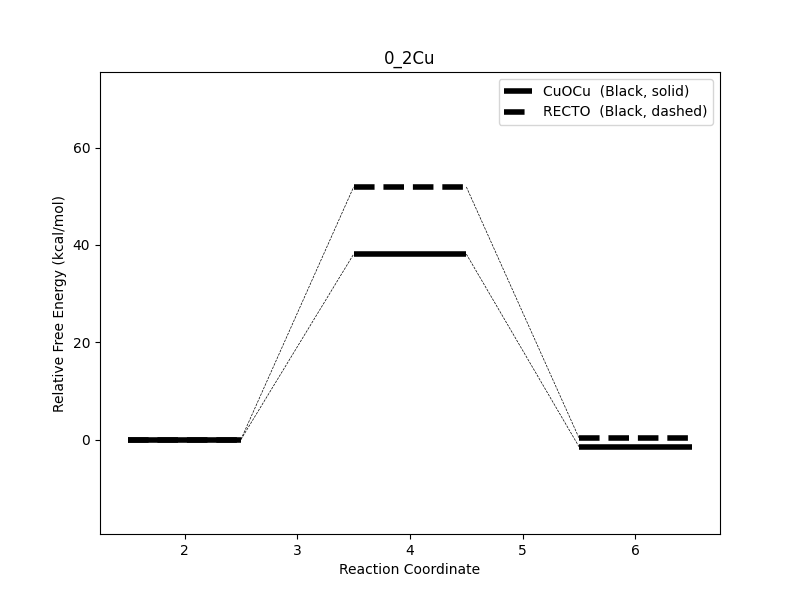 0_2Cu
CuOCu  (Black, solid)
RECTO  (Black, dashed)
Relative Free Energy (kcal/mol)
60
40
20
0
2 3 4 5 6
Reaction Coordinate